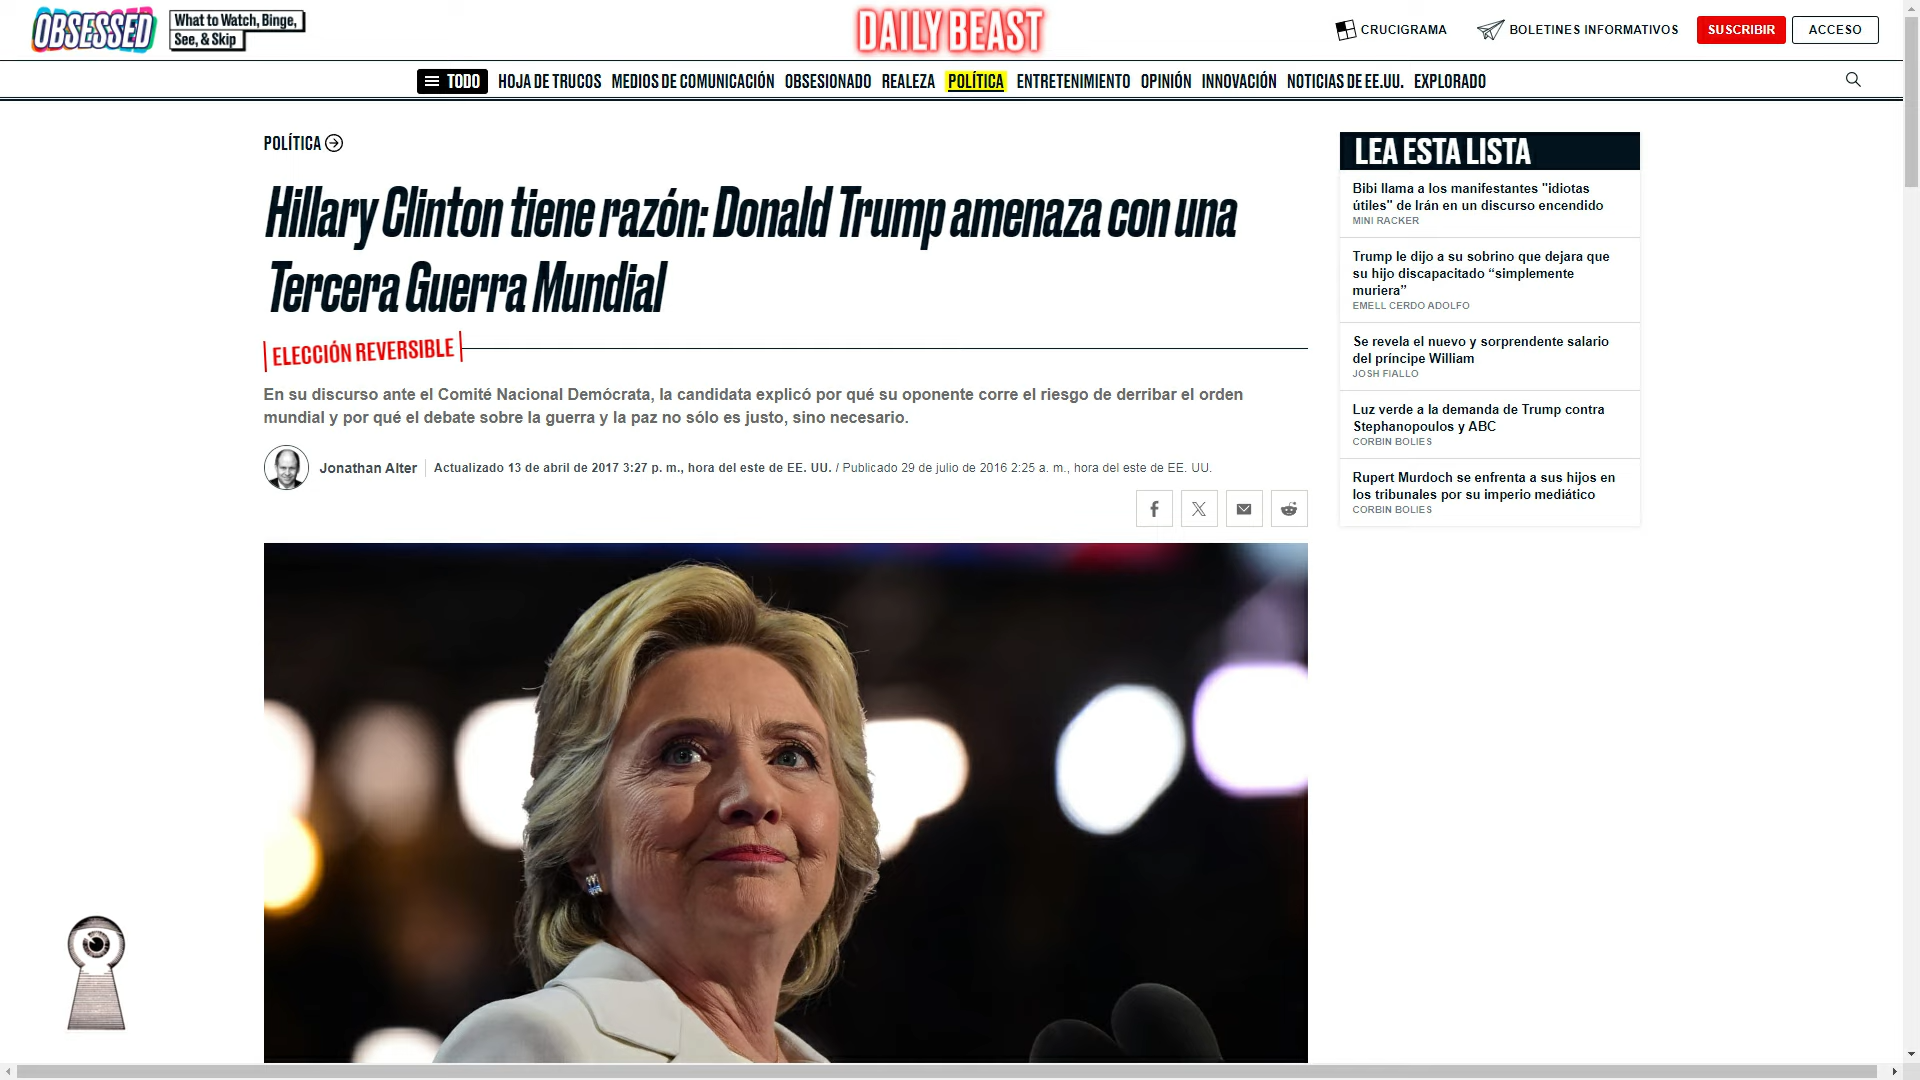 OBSESSED
What to Watch, Binge,
See, & Skip
DAILY BEAST
CRUCIGRAMA
BOLETINES INFORMATIVOS
SUSCRIBIR
ACCESO
TODO
HOJA DE TRUCOS
MEDIOS DE COMUNICACIÓN
OBSESIONADO
REALEZA
POLÍTICA
ENTRETENIMIENTO
OPINIÓN
INNOVACIÓN
NOTICIAS DE EE.UU.
EXPLORADO
POLÍTICA
Hillary Clinton tiene razón: Donald Trump amenaza con una
Tercera Guerra Mundial
ELECCIÓN REVERSIBLE
En su discurso ante el Comité Nacional Demócrata, la candidata explicó por qué su oponente corre el riesgo de derribar el orden
mundial y por qué el debate sobre la guerra y la paz no sólo es justo, sino necesario.
Jonathan Alter
Actualizado 13 de abril de 2017 3:27 p. m., hora del este de EE. UU. / Publicado 29 de julio de 2016 2:25 a. m., hora del este de EE. UU.
LEA ESTA LISTA
Bibi llama a los manifestantes "idiotas
útiles" de Irán en un discurso encendido
MINI RACKER
Trump le dijo a su sobrino que dejara que
su hijo discapacitado “simplemente
muriera”
EMELL CERDO ADOLFO
Se revela el nuevo y sorprendente salario
del príncipe William
JOSH FIALLO
Luz verde a la demanda de Trump contra
Stephanopoulos y ABC
CORBIN BOLIES
Rupert Murdoch se enfrenta a sus hijos en
los tribunales por su imperio mediático
CORBIN BOLIES